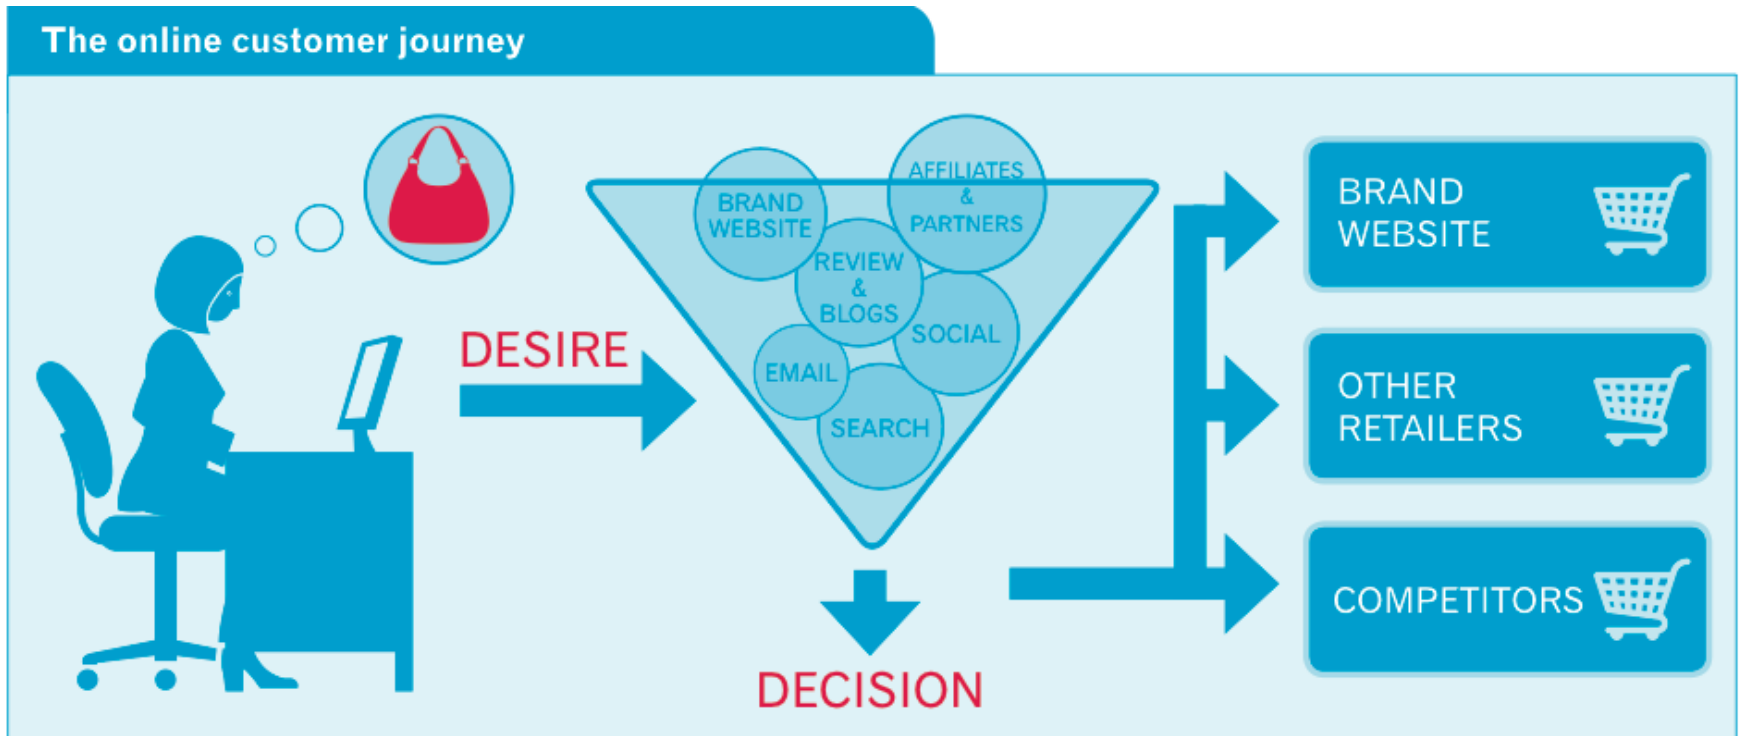 The online customer journey
DESIRE
BRAND
WEBSITE
AFFILIATES
&
PARTNERS
REVIEW
&
BLOGS
SOCIAL
EMAIL
SEARCH
DECISION
BRAND
WEBSITE
OTHER
RETAILERS
COMPETITORS